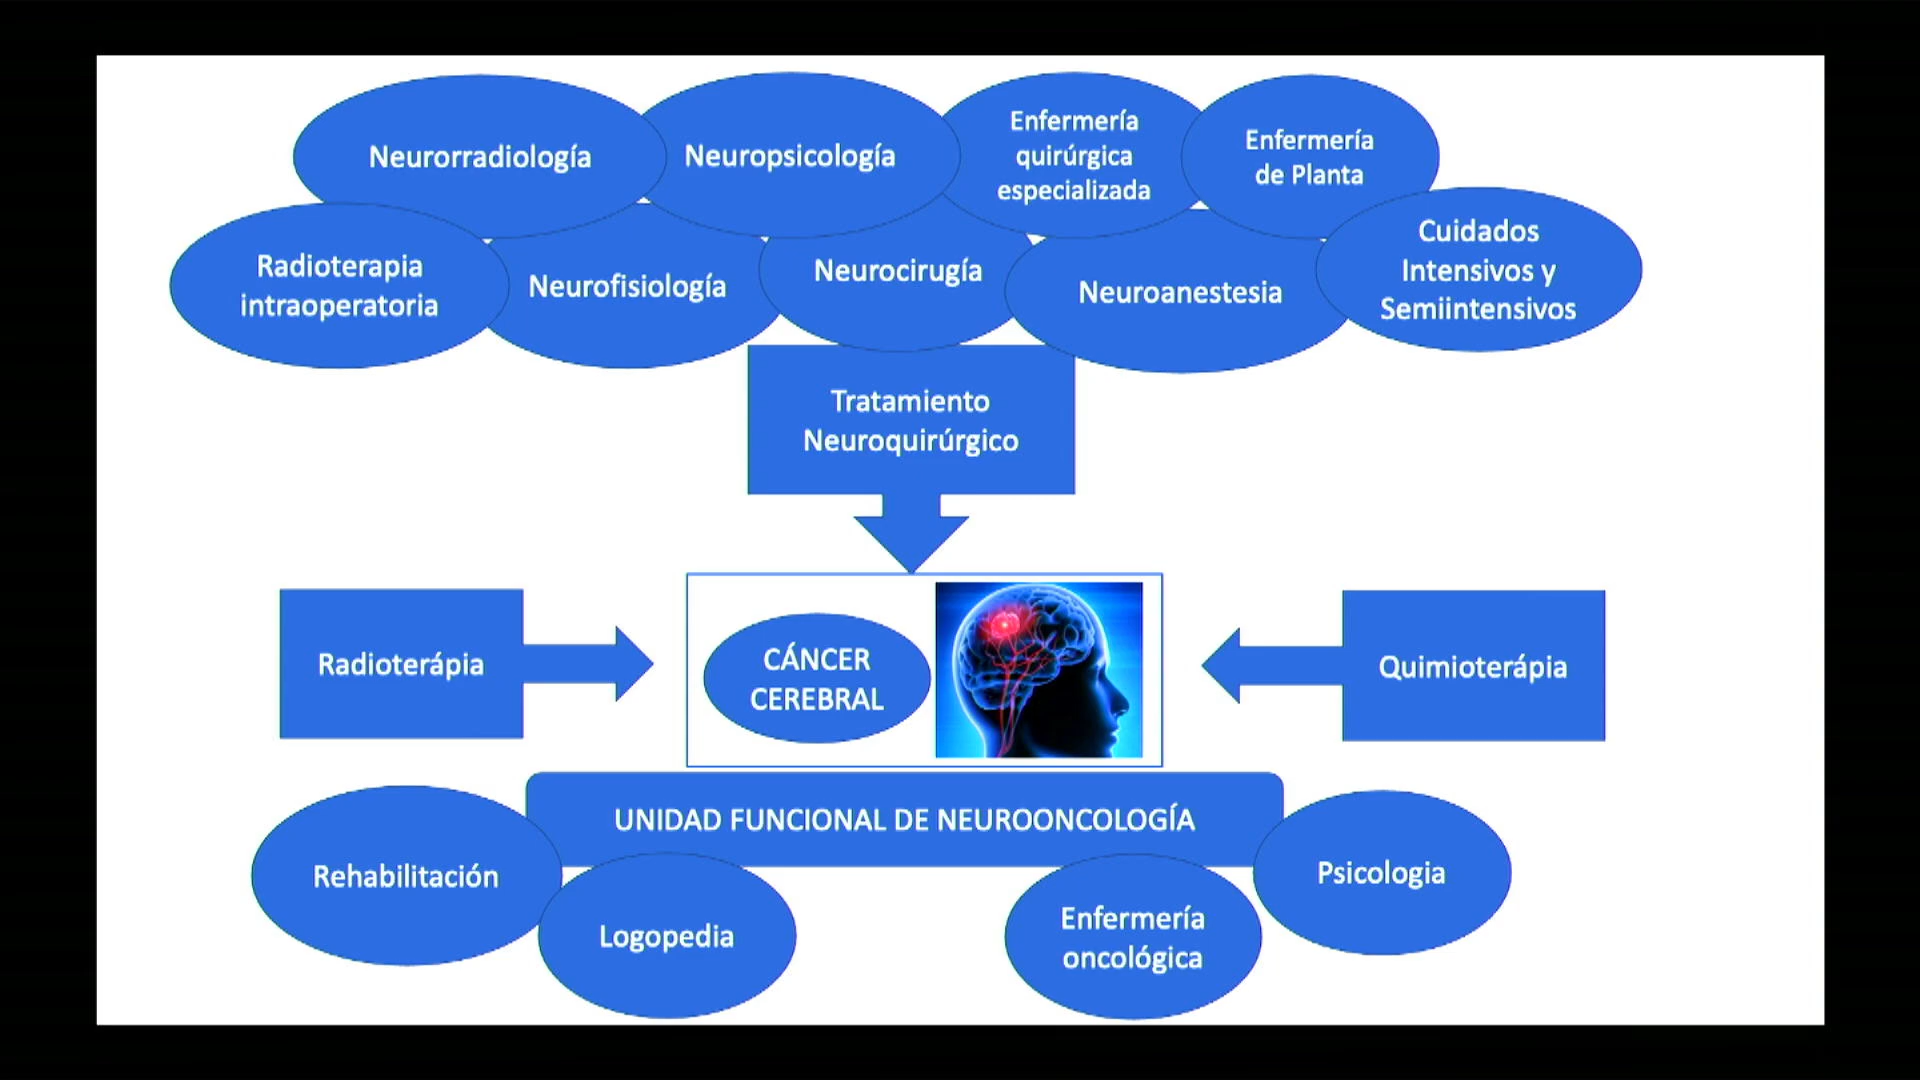 Neurorradiología
Neuropsicología
Enfermería
quirúrgica
especializada
Enfermería
de Planta
Radioterapia
intraoperatoria
Neurofisiología
Neurocirugía
Neuroanestesia
Cuidados
Intensivos y
Semiintensivos
Tratamiento
Neuroquirúrgico
Radioterápia
CÁNCER
CEREBRAL
Quimioterápia
UNIDAD FUNCIONAL DE NEUROONCOLOGÍA
Rehabilitación
Logopedia
Enfermería
oncológica
Psicologia